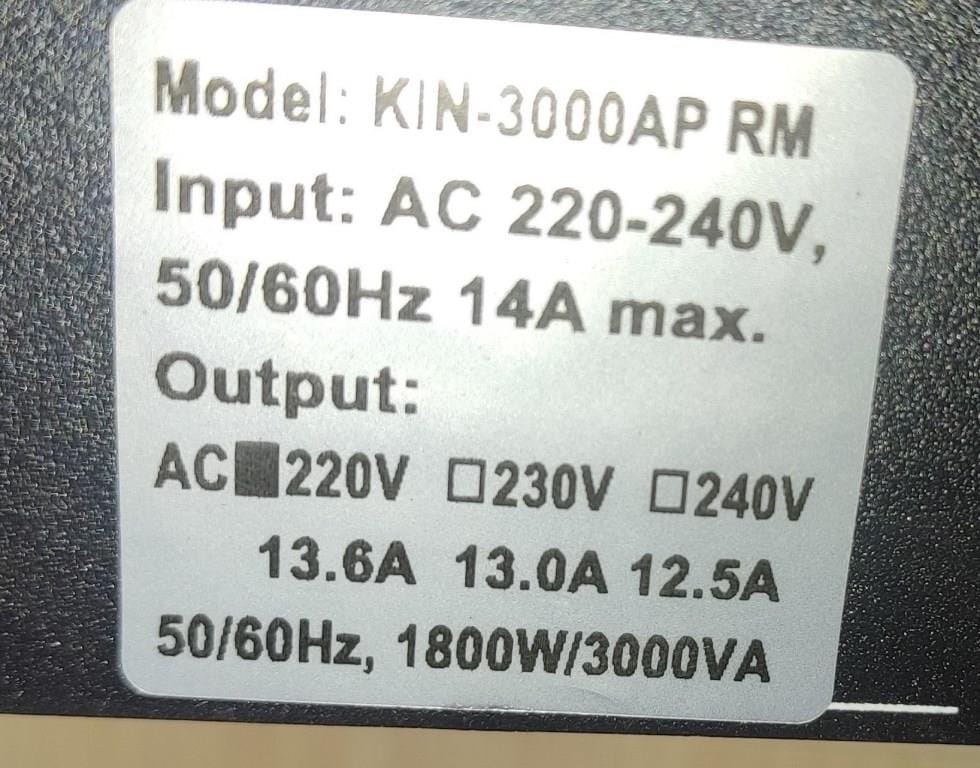 Model: KIN-3000AP RM
Input: AC 220-240V,
50/60Hz 14A max.
Output:
AC■220V □230V □240V
13.6A 13.0A 12.5A
50/60Hz, 1800W/3000VA